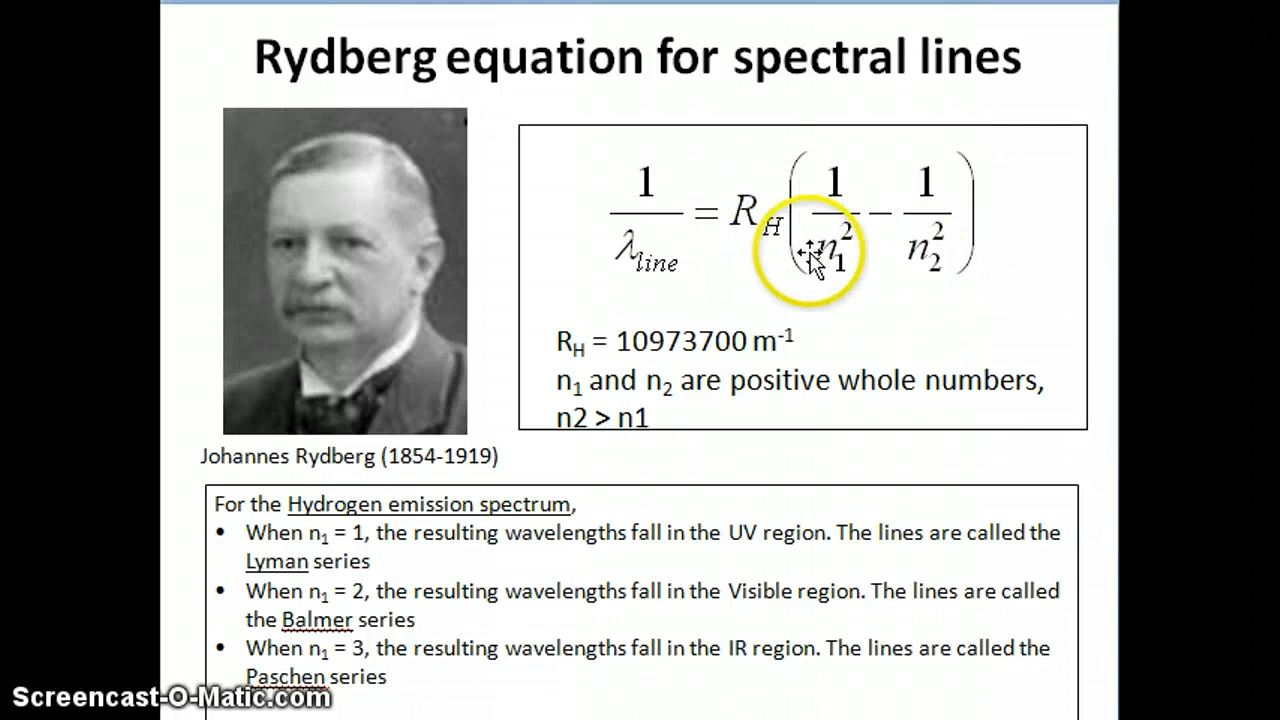 Rydberg equation for spectral lines
1/λline = RH(1/n1² − 1/n2²)
RH = 10973700 m-1
n1 and n2 are positive whole numbers,
n2 > n1
Johannes Rydberg (1854-1919)
For the Hydrogen emission spectrum,
• When n1 = 1, the resulting wavelengths fall in the UV region. The lines are called the
Lyman series
• When n1 = 2, the resulting wavelengths fall in the Visible region. The lines are called
the Balmer series
• When n1 = 3, the resulting wavelengths fall in the IR region. The lines are called the
Paschen series
Screencast-O-Matic.com